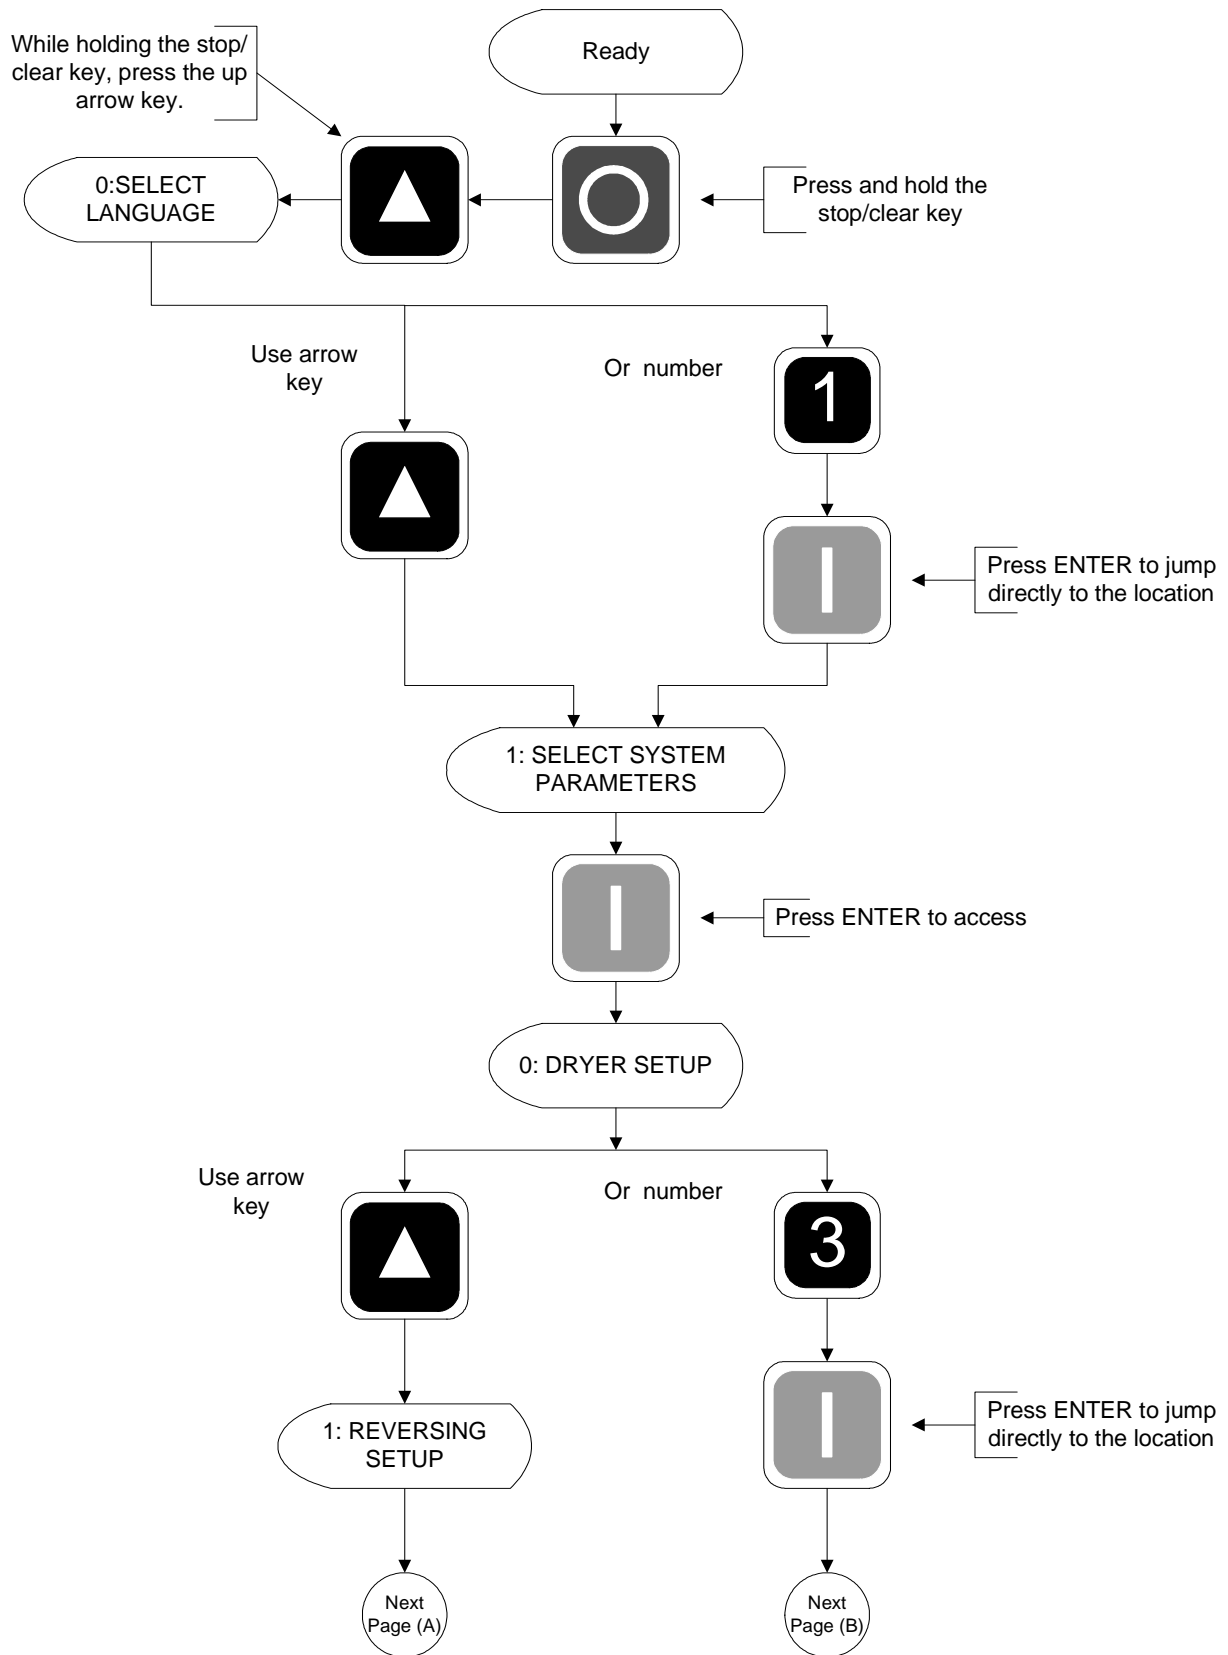 While holding the stop/
clear key, press the up
arrow key.
Ready
0:SELECT
LANGUAGE
Press and hold the
stop/clear key
Use arrow
key
Or number
1
Press ENTER to jump
directly to the location
1: SELECT SYSTEM
PARAMETERS
Press ENTER to access
0: DRYER SETUP
Use arrow
key
Or number
3
1: REVERSING
SETUP
Press ENTER to jump
directly to the location
Next
Page (A)
Next
Page (B)